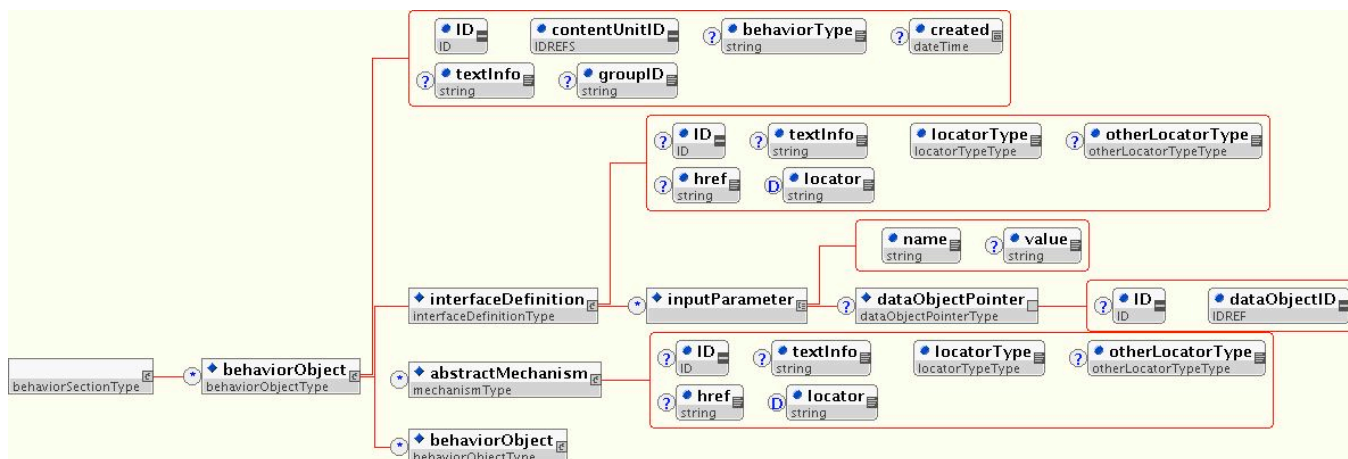 ID contentUnitID ? behaviorType ? created
ID IDREFS string dateTime
? textInfo ? groupID
string string
? ID ? textInfo locatorType ? otherLocatorType
ID string locatorTypeType otherLocatorTypeType
? href D locator
string string
name ? value
string string
interfaceDefinition * inputParameter ? dataObjectPointer ? ID dataObjectID
interfaceDefinitionType dataObjectPointerType ID IDREF
behaviorSectionType * behaviorObject
behaviorObjectType
* abstractMechanism ? ID ? textInfo locatorType ? otherLocatorType
mechanismType ID string locatorTypeType otherLocatorTypeType
? href D locator
string string
* behaviorObject
behaviorObjectType